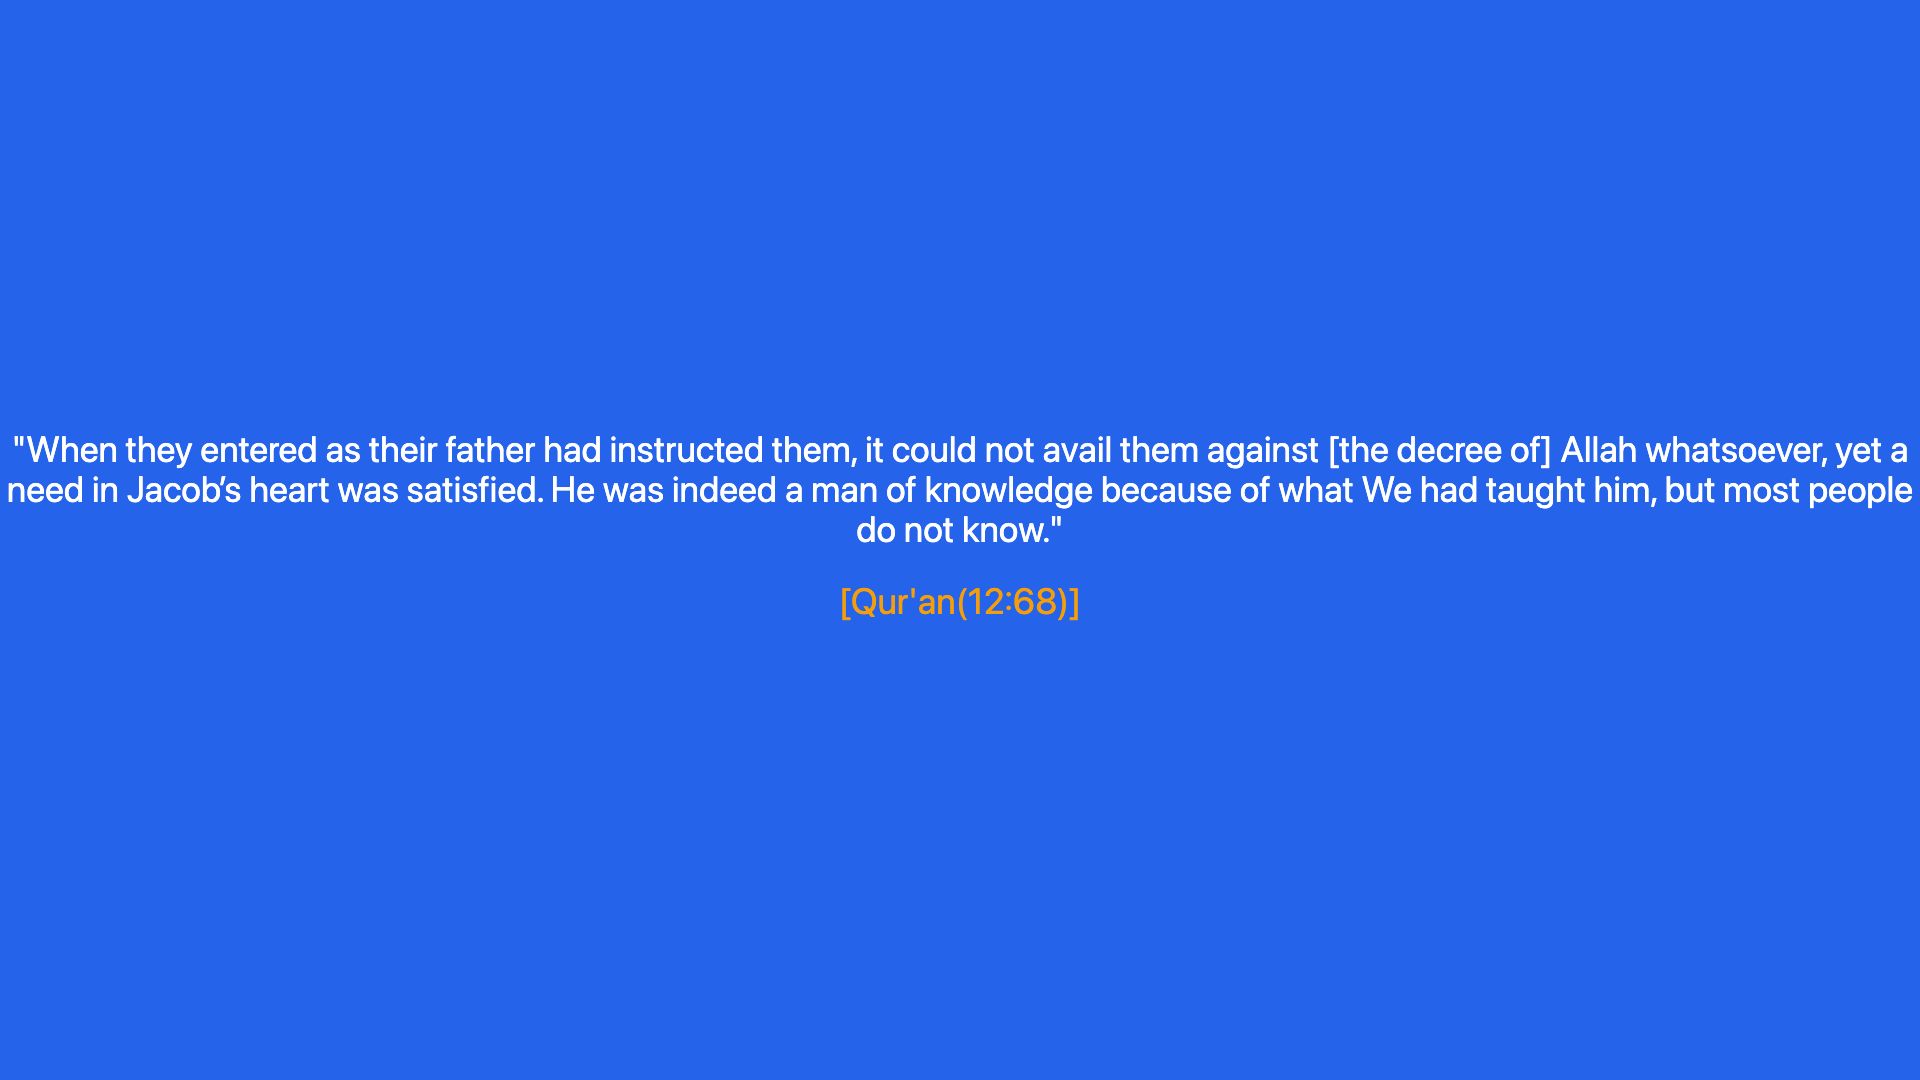 "When they entered as their father had instructed them, it could not avail them against [the decree of] Allah whatsoever, yet a
need in Jacob’s heart was satisfied. He was indeed a man of knowledge because of what We had taught him, but most people
do not know."
[Qur'an(12:68)]